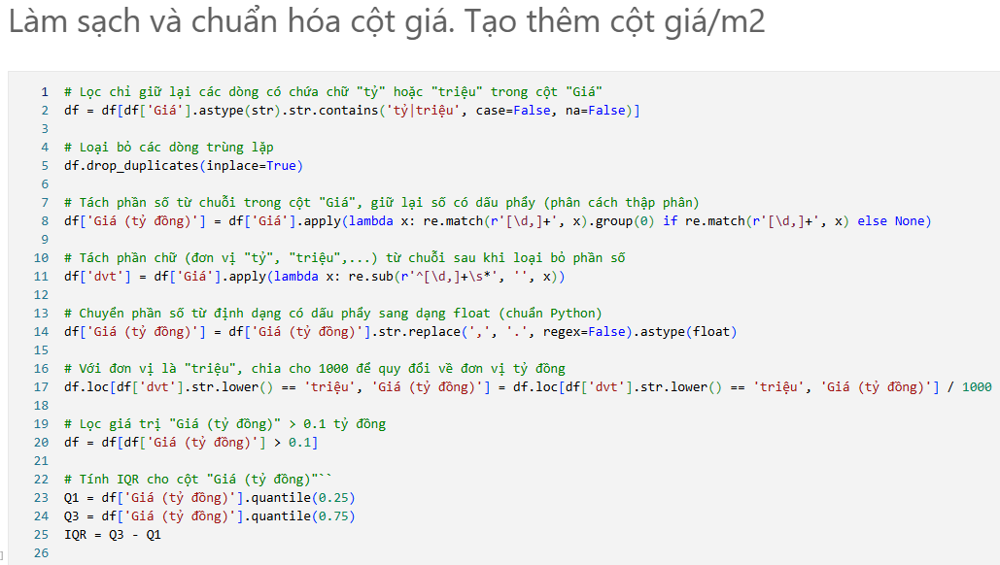 Làm sạch và chuẩn hóa cột giá. Tạo thêm cột giá/m2
1 # Lọc chỉ giữ lại các dòng có chứa chữ "tỷ" hoặc "triệu" trong cột "Giá"
2 df = df[df['Giá'].astype(str).str.contains('tỷ|triệu', case=False, na=False)]
3
4 # Loại bỏ các dòng trùng lặp
5 df.drop_duplicates(inplace=True)
6
7 # Tách phần số từ chuỗi trong cột "Giá", giữ lại số có dấu phẩy (phân cách thập phân)
8 df['Giá (tỷ đồng)'] = df['Giá'].apply(lambda x: re.match(r'[\d,]+', x).group(0) if re.match(r'[\d,]+', x) else None)
9
10 # Tách phần chữ (đơn vị "tỷ", "triệu",...) từ chuỗi sau khi loại bỏ phần số
11 df['dvt'] = df['Giá'].apply(lambda x: re.sub(r'^[\d,]+\s*', '', x))
12
13 # Chuyển phần số từ định dạng có dấu phẩy sang dạng float (chuẩn Python)
14 df['Giá (tỷ đồng)'] = df['Giá (tỷ đồng)'].str.replace(',', '.', regex=False).astype(float)
15
16 # Với đơn vị là "triệu", chia cho 1000 để quy đổi về đơn vị tỷ đồng
17 df.loc[df['dvt'].str.lower() == 'triệu', 'Giá (tỷ đồng)'] = df.loc[df['dvt'].str.lower() == 'triệu', 'Giá (tỷ đồng)'] / 1000
18
19 # Lọc giá trị "Giá (tỷ đồng)" > 0.1 tỷ đồng
20 df = df[df['Giá (tỷ đồng)'] > 0.1]
21
22 # Tính IQR cho cột "Giá (tỷ đồng)"``
23 Q1 = df['Giá (tỷ đồng)'].quantile(0.25)
24 Q3 = df['Giá (tỷ đồng)'].quantile(0.75)
25 IQR = Q3 - Q1
26